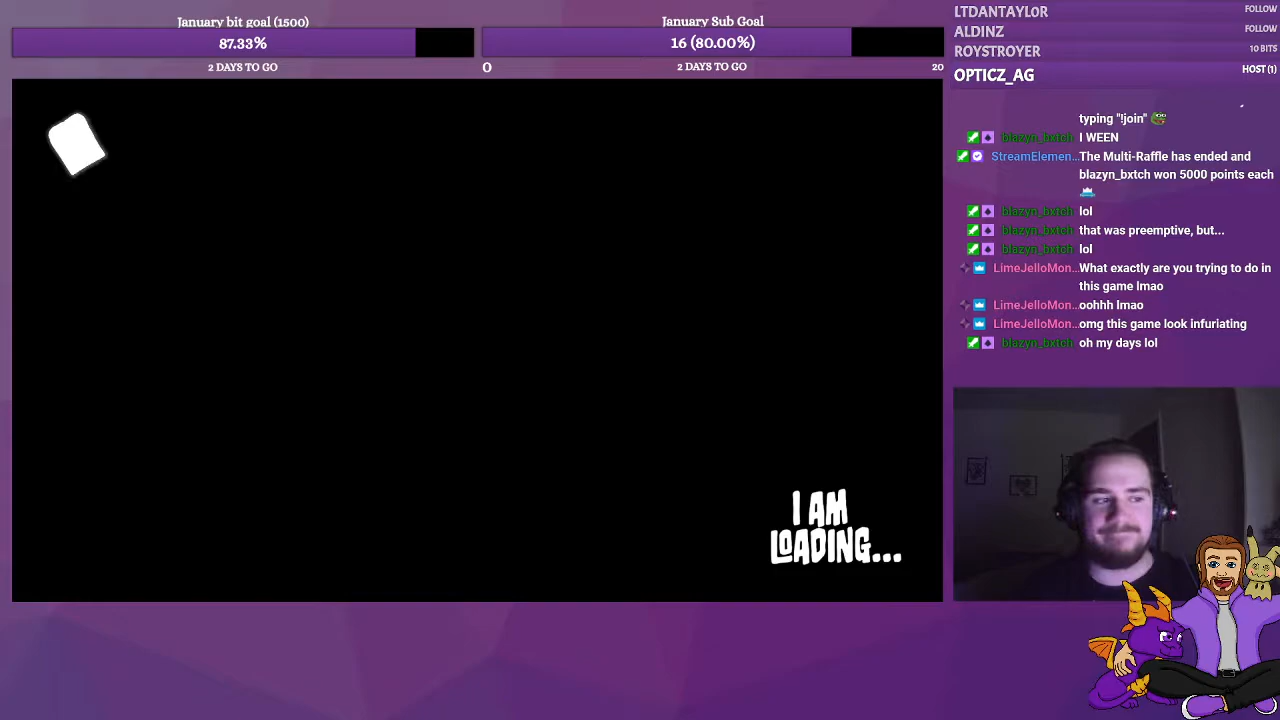 January bit goal (1500)
87.33%
2 DAYS TO GO
January Sub Goal
16 (80.00%)
0
2 DAYS TO GO
20
LTDANTAYLOR
FOLLOW
ALDINZ
FOLLOW
ROYSTROYER
10 BITS
OPTICZ_AG
HOST (1)
typing "!join"
blazyn_bxtch I WEEN
StreamElemen... The Multi-Raffle has ended and
blazyn_bxtch won 5000 points each
blazyn_bxtch lol
blazyn_bxtch that was preemptive, but...
blazyn_bxtch lol
LimeJelloMon... What exactly are you trying to do in
this game lmao
LimeJelloMon... oohhh lmao
LimeJelloMon... omg this game look infuriating
blazyn_bxtch oh my days lol
I AM
LOADING...